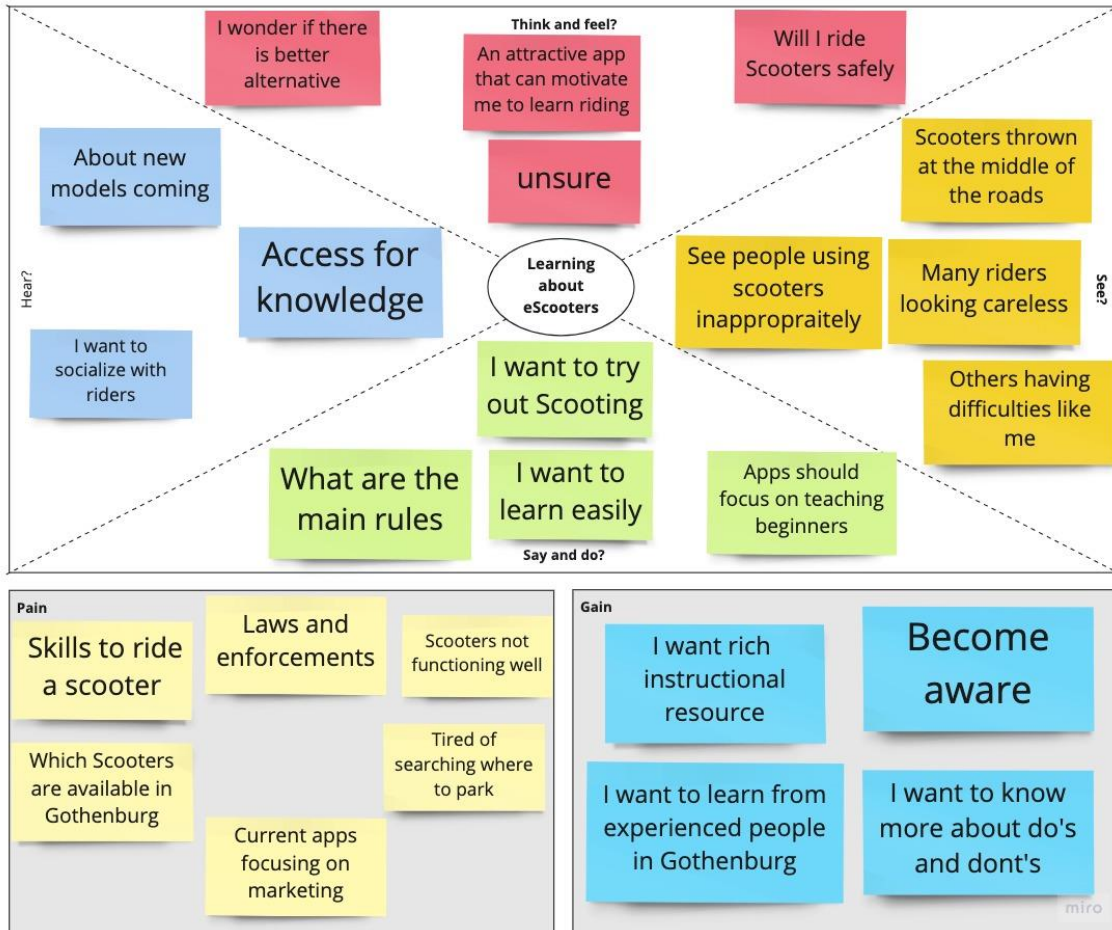 Think and feel?
I wonder if there
is better
alternative
An attractive app
that can motivate
me to learn riding
unsure
Will I ride
Scooters safely
Hear?
About new
models coming
Access for
knowledge
I want to
socialize with
riders
Learning
about
eScooters
See?
Scooters thrown
at the middle of
the roads
See people using
scooters
inappropraitely
Many riders
looking careless
Others having
difficulties like
me
I want to try
out Scooting
What are the
main rules
I want to
learn easily
Apps should
focus on teaching
beginners
Say and do?
Pain
Skills to ride
a scooter
Laws and
enforcements
Scooters not
functioning well
Which Scooters
are available in
Gothenburg
Tired of
searching where
to park
Current apps
focusing on
marketing
Gain
I want rich
instructional
resource
Become
aware
I want to learn from
experienced people
in Gothenburg
I want to know
more about do's
and dont's
miro